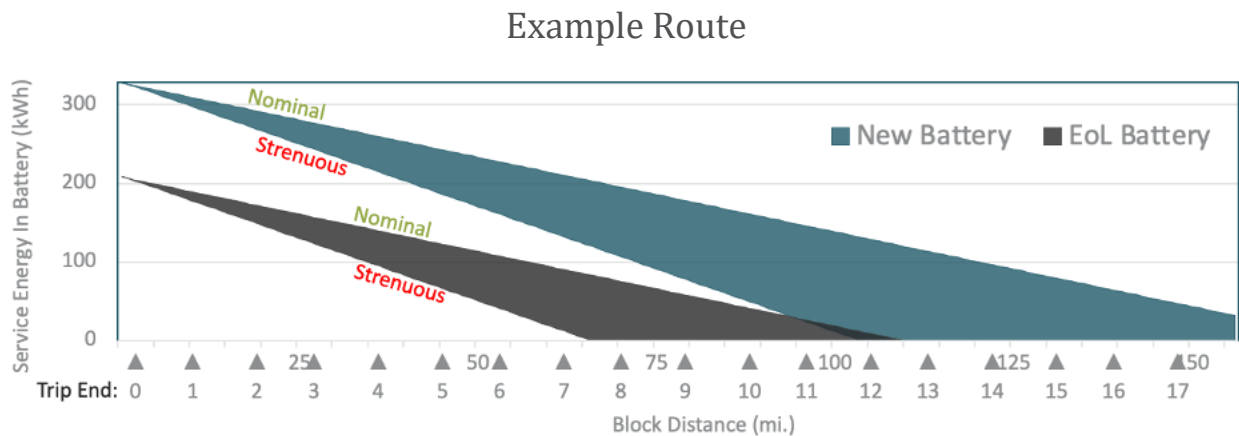 Example Route
Service Energy In Battery (kWh)
300
200
100
0
Nominal
Strenuous
Nominal
Strenuous
New Battery
EoL Battery
25 50 75 100 125 150
Trip End: 0 1 2 3 4 5 6 7 8 9 10 11 12 13 14 15 16 17
Block Distance (mi.)